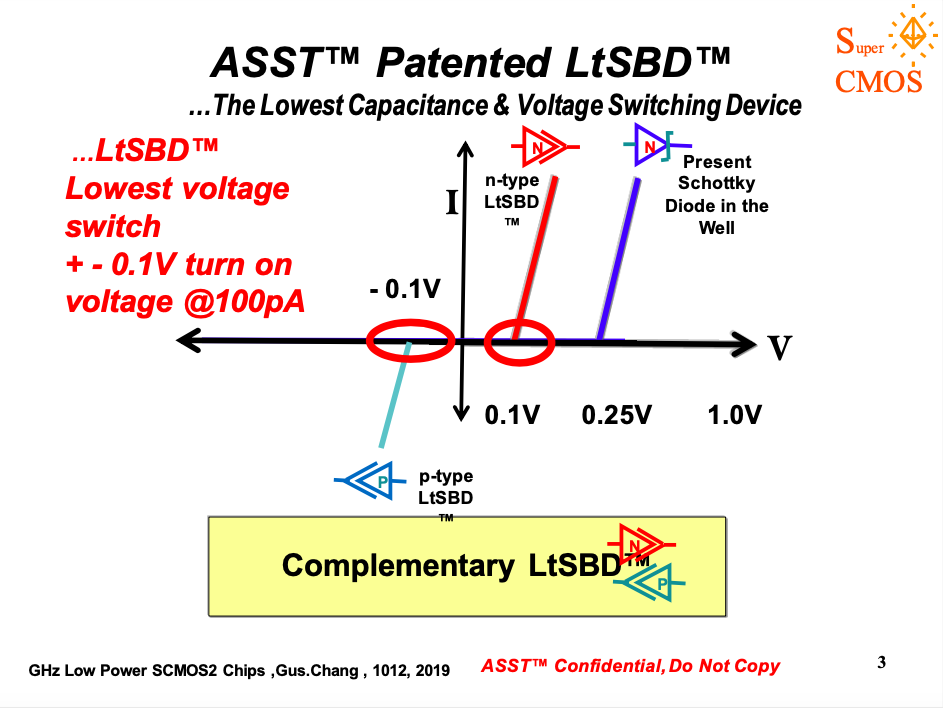 Super
CMOS
ASST™ Patented LtSBD™
...The Lowest Capacitance & Voltage Switching Device
...LtSBD™
Lowest voltage
switch
+ - 0.1V turn on
voltage @100pA
I
N
n-type
LtSBD
™
N
Present
Schottky
Diode in the
Well
- 0.1V
V
0.1V 0.25V 1.0V
P
p-type
LtSBD
™
Complementary LtSBD™
N
P
GHz Low Power SCMOS2 Chips ,Gus.Chang , 1012, 2019
ASST™ Confidential, Do Not Copy
3